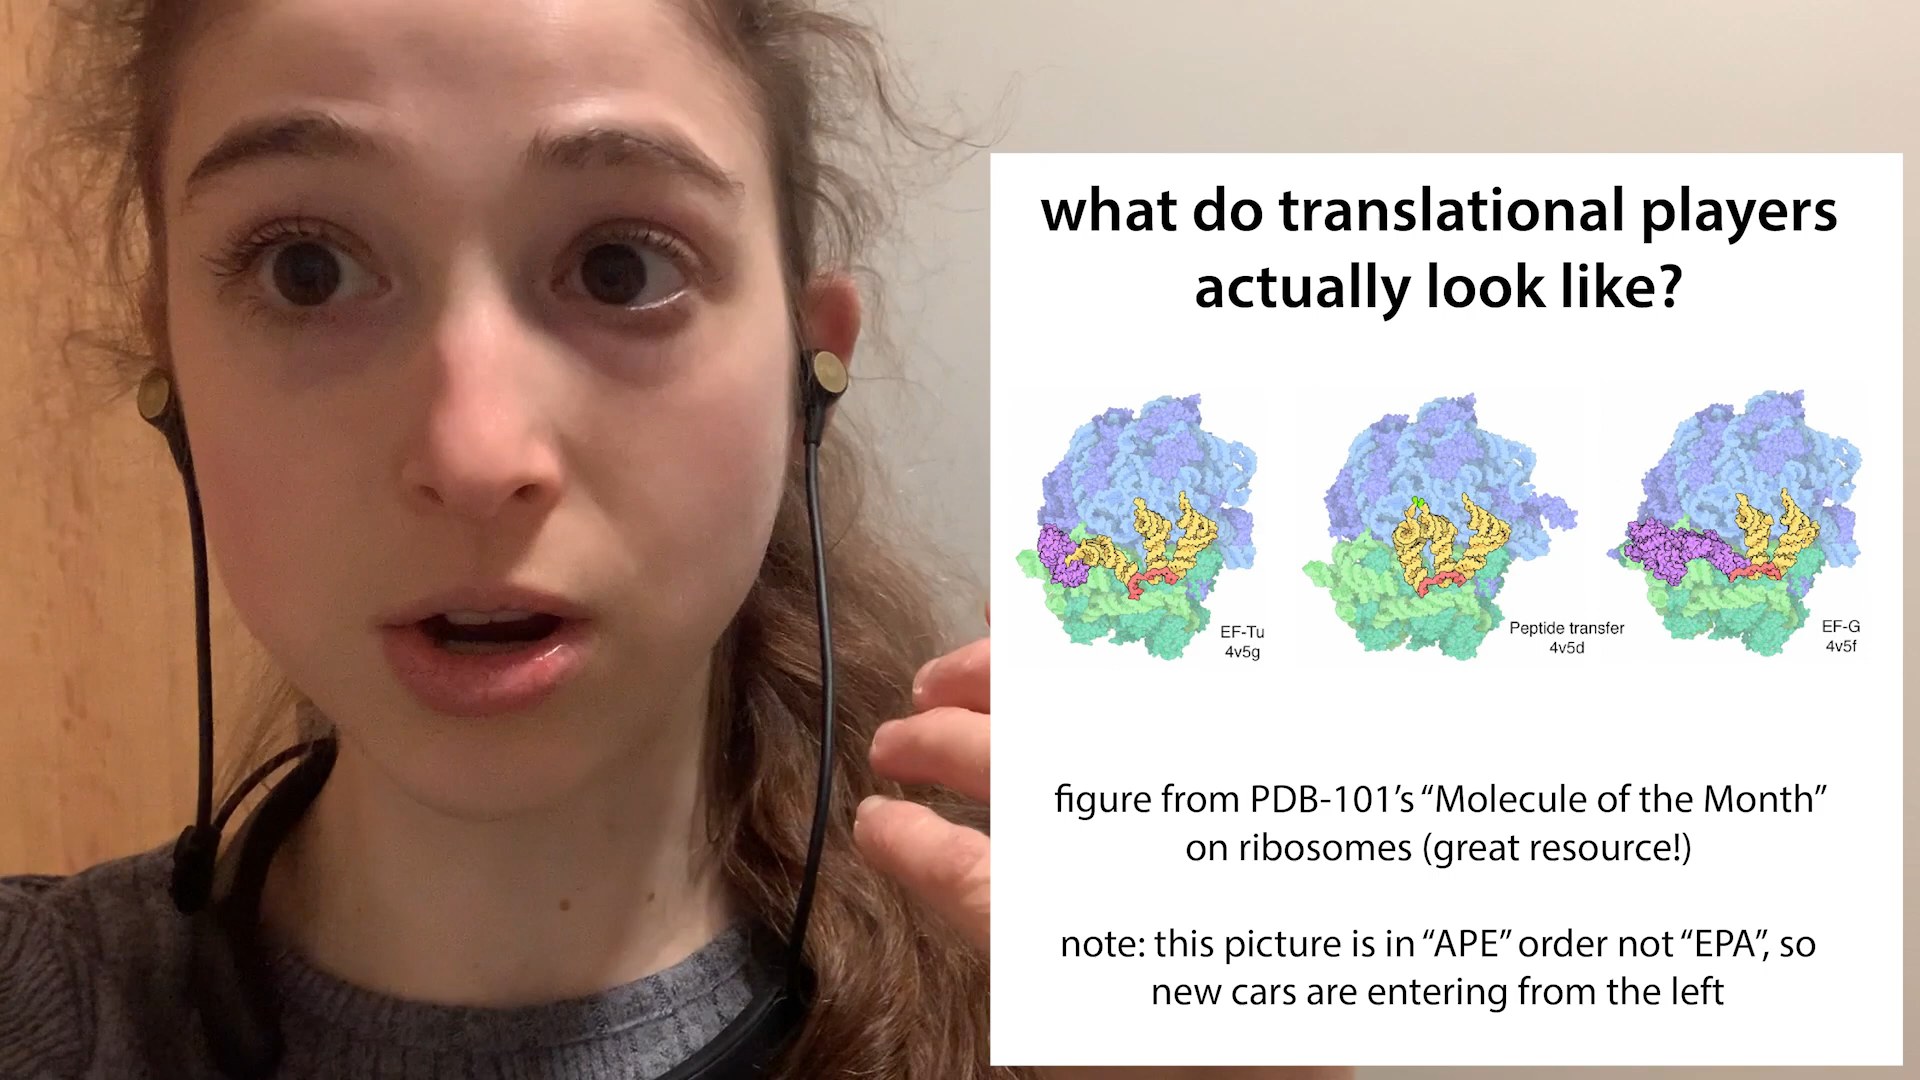 what do translational players
actually look like?
EF-Tu
4v5g
Peptide transfer
4v5d
EF-G
4v5f
figure from PDB-101’s “Molecule of the Month”
on ribosomes (great resource!)
note: this picture is in “APE” order not “EPA”, so
new cars are entering from the left